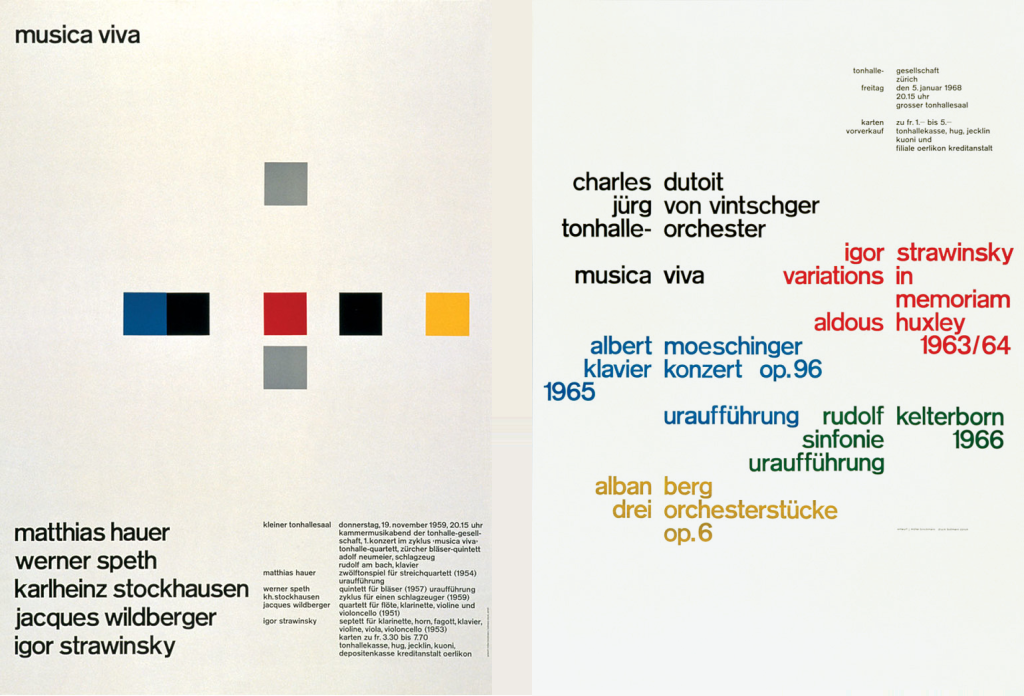 musica viva
matthias hauer
werner speth
karlheinz stockhausen
jacques wildberger
igor strawinsky
kleiner tonhallesaal donnerstag, 19. november 1959, 20.15 uhr
kammermusikabend der tonhalle-gesell-
schaft, 1. konzert im zyklus ‹musica viva›
tonhalle-quartett, zürcher bläser-quintett
adolf neumeier, schlagzeug
rudolf am bach, klavier
matthias hauer zwölftonspiel für streichquartett (1954)
uraufführung
werner speth quintett für bläser (1957) uraufführung
kh. stockhausen zyklus für einen schlagzeuger (1959)
jacques wildberger quartett für flöte, klarinette, violine und
violoncello (1951)
igor strawinsky septett für klarinette, horn, fagott, klavier,
violine, viola, violoncello (1953)
karten zu fr. 3.30 bis 7.70
tonhallekasse, hug, jecklin, kuoni,
depositenkasse kreditanstalt oerlikon
tonhalle- gesellschaft
zürich
freitag den 5. januar 1968
20.15 uhr
grosser tonhallesaal
karten zu fr. 1.– bis 5.–
vorverkauf tonhallekasse, hug, jecklin
kuoni und
filiale oerlikon kreditanstalt
charles dutoit
jürg von vintschger
tonhalle- orchester
igor strawinsky
musica viva variations in
memoriam
aldous huxley
albert moeschinger 1963/64
klavier konzert op. 96
1965
uraufführung rudolf kelterborn
sinfonie 1966
uraufführung
alban berg
drei orchesterstücke
op. 6